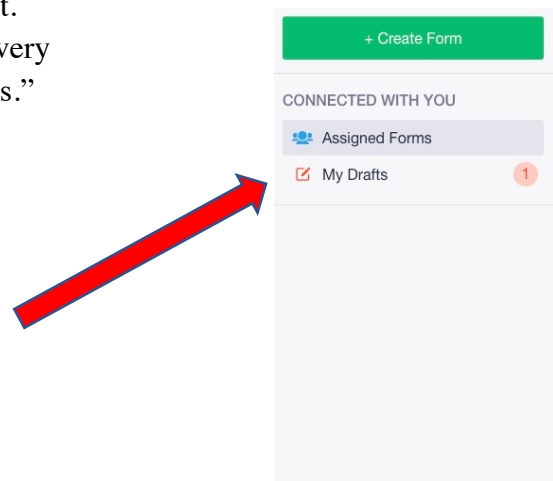 t.
very
s.”
+ Create Form
CONNECTED WITH YOU
Assigned Forms
My Drafts
1